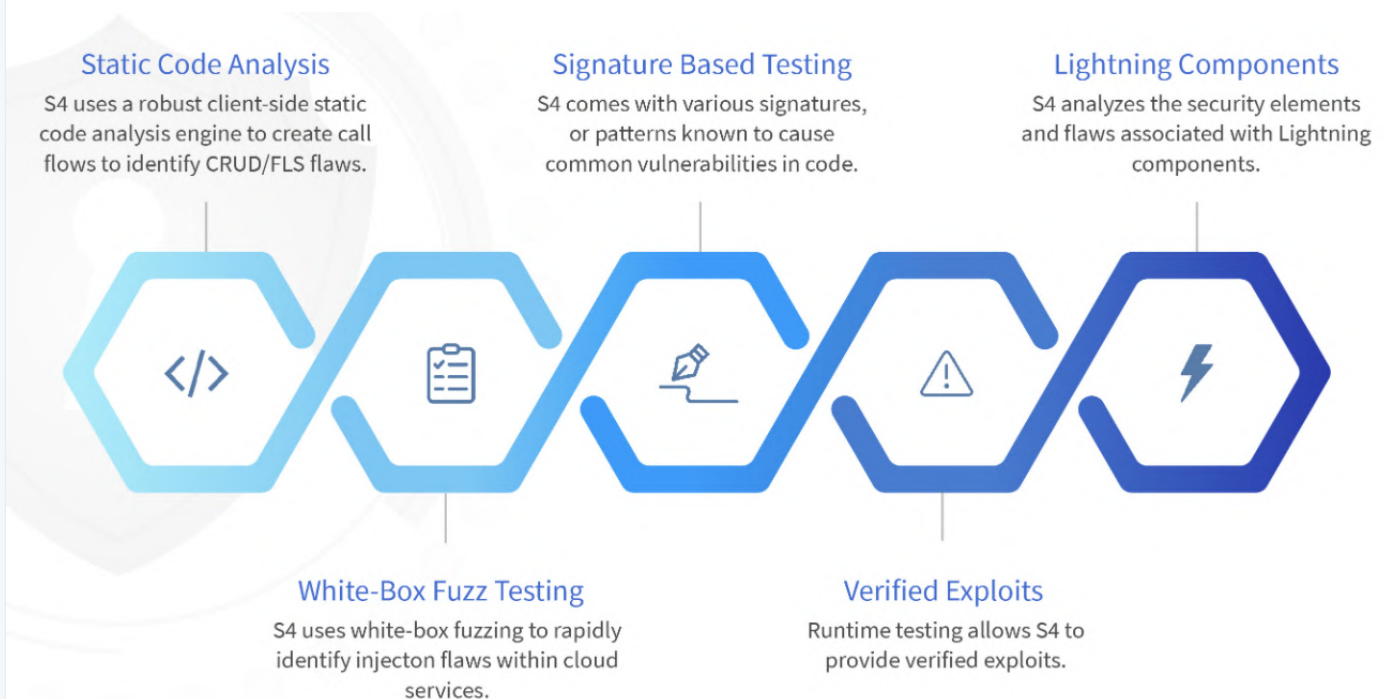 Static Code Analysis
S4 uses a robust client-side static
code analysis engine to create call
flows to identify CRUD/FLS flaws.
Signature Based Testing
S4 comes with various signatures,
or patterns known to cause
common vulnerabilities in code.
Lightning Components
S4 analyzes the security elements
and flaws associated with Lightning
components.
White-Box Fuzz Testing
S4 uses white-box fuzzing to rapidly
identify injecton flaws within cloud
services.
Verified Exploits
Runtime testing allows S4 to
provide verified exploits.